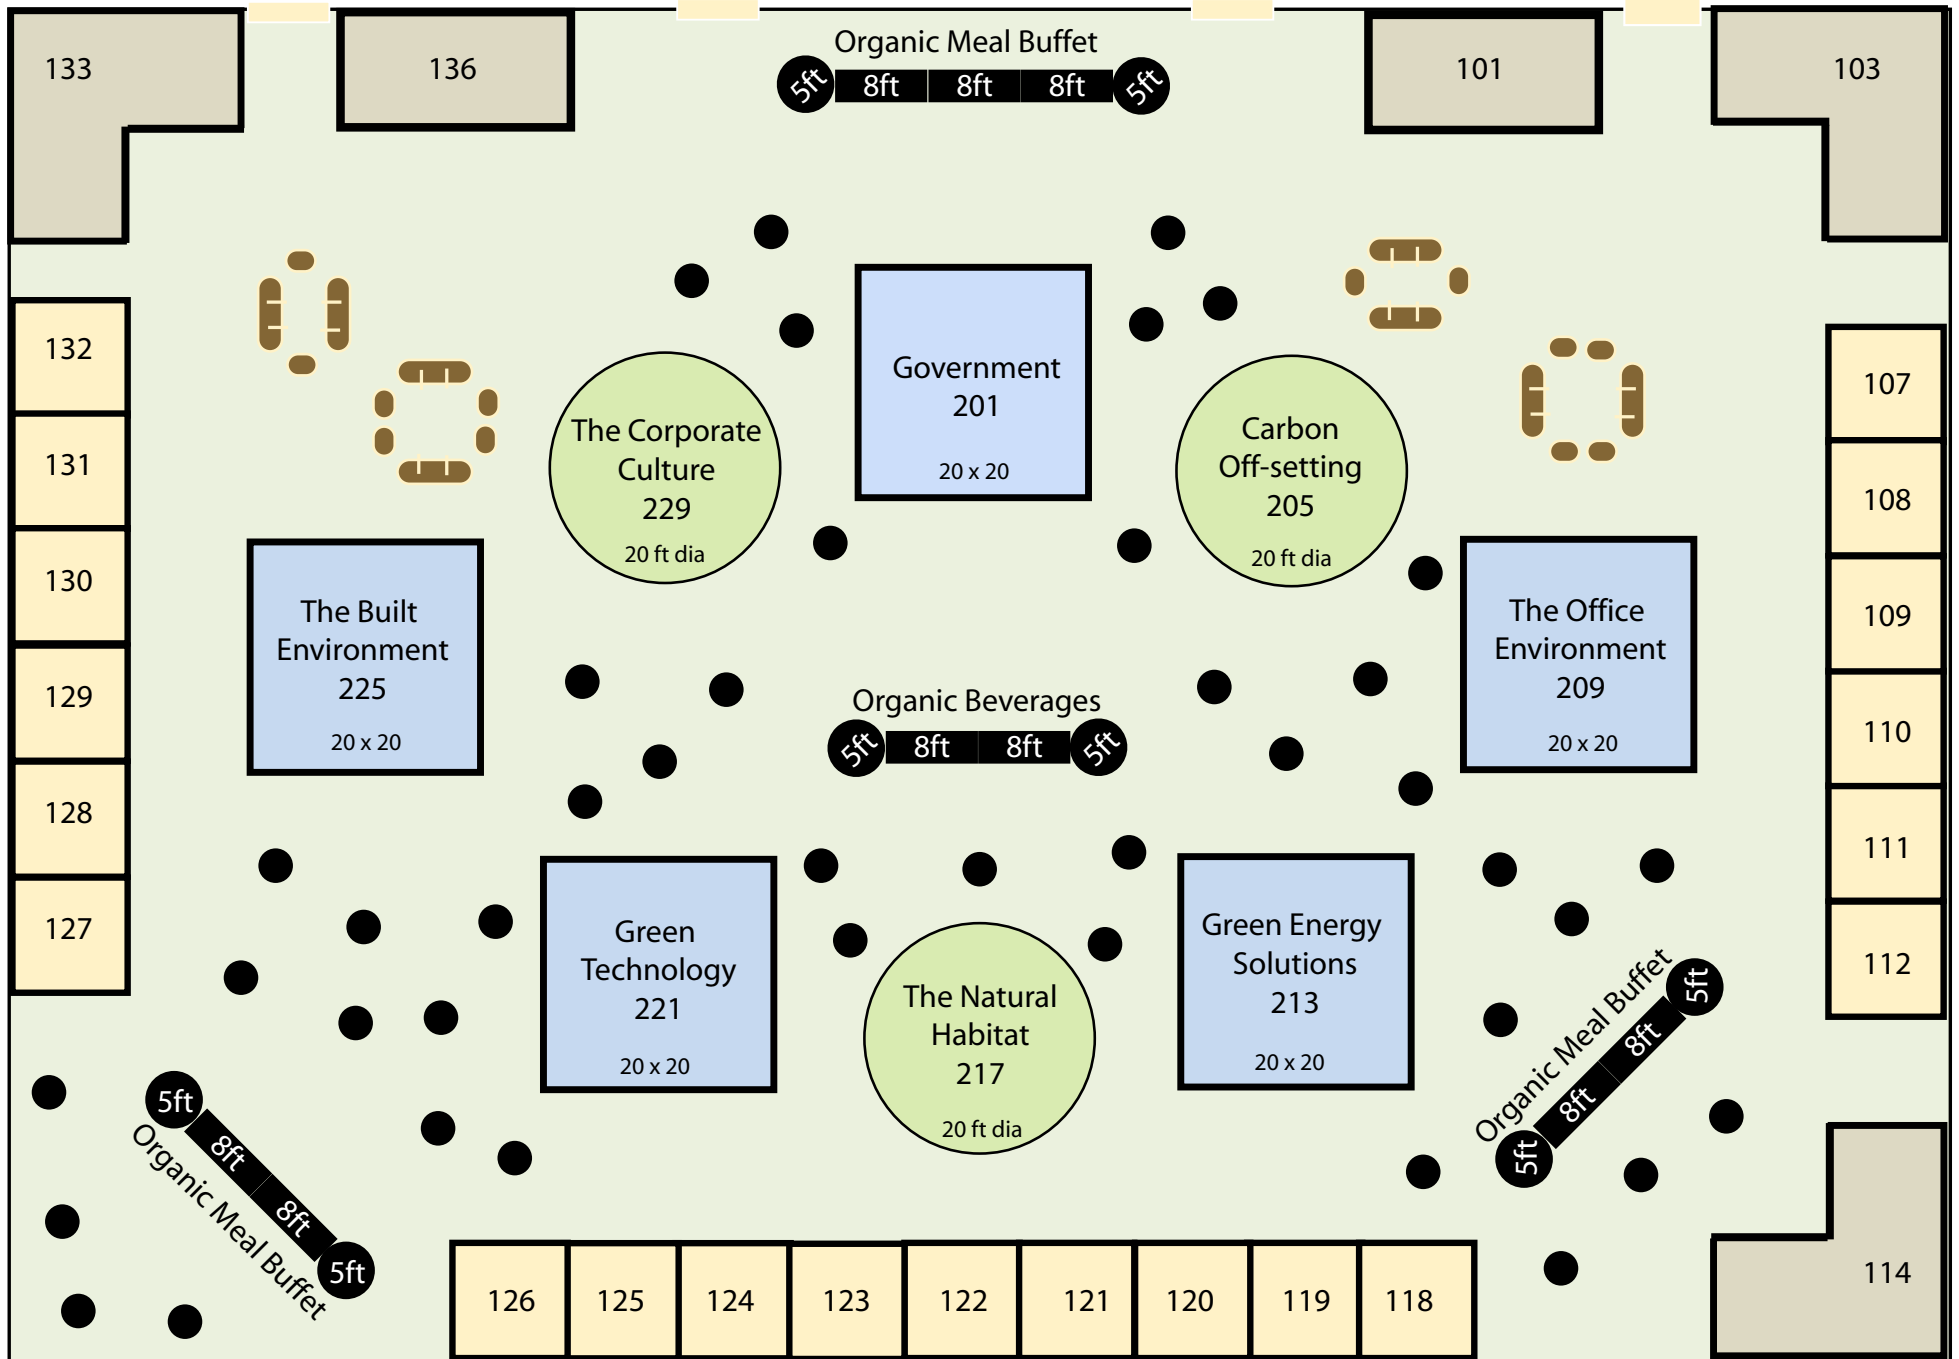 133
136
Organic Meal Buffet
5ft 8ft 8ft 8ft 5ft
101
103
132
131
130
129
128
127
The Corporate
Culture
229
20 ft dia
Government
201
20 x 20
Carbon
Off-setting
205
20 ft dia
107
108
109
110
111
112
The Built
Environment
225
20 x 20
Organic Beverages
5ft 8ft 8ft 5ft
The Office
Environment
209
20 x 20
Green
Technology
221
20 x 20
The Natural
Habitat
217
20 ft dia
Green Energy
Solutions
213
20 x 20
Organic Meal Buffet
5ft 8ft 8ft 5ft
5ft 8ft 8ft 5ft
Organic Meal Buffet
126
125
124
123
122
121
120
119
118
114